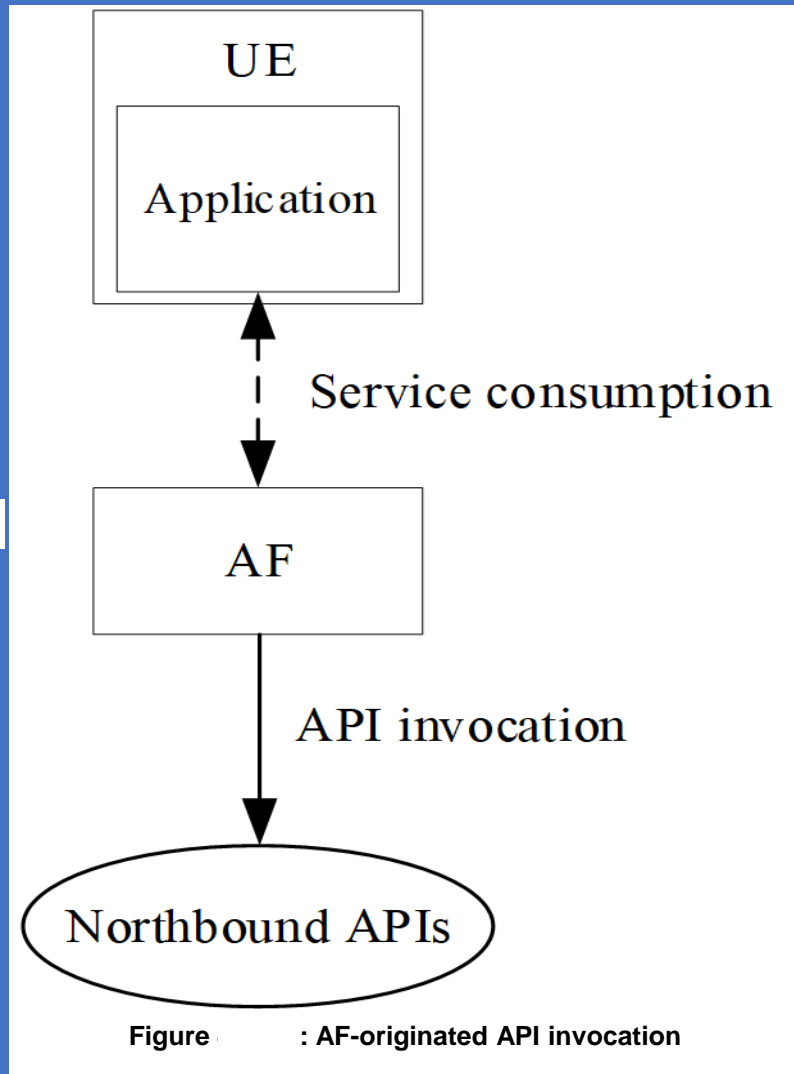 UE
Application
Service consumption
AF
API invocation
Northbound APIs
Figure : AF-originated API invocation